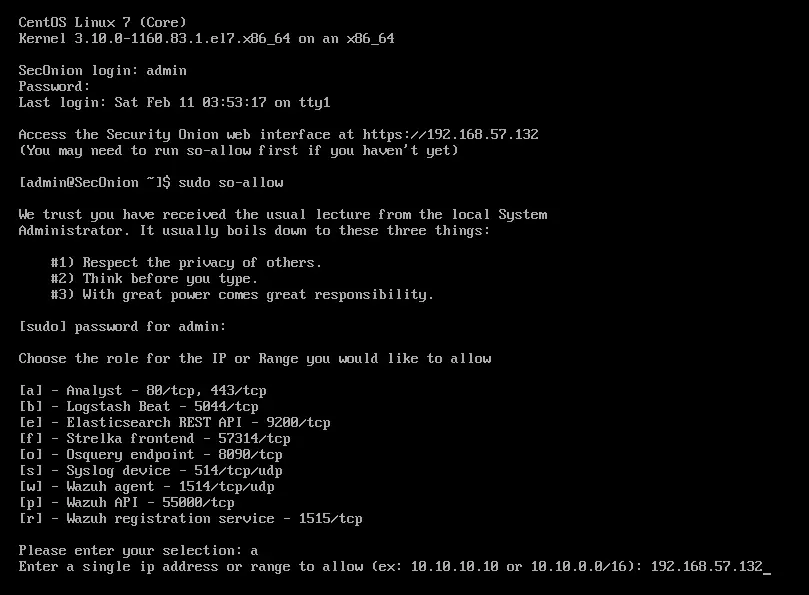 CentOS Linux 7 (Core)
Kernel 3.10.0-1160.83.1.el7.x86_64 on an x86_64
SecOnion login: admin
Password:
Last login: Sat Feb 11 03:53:17 on tty1
Access the Security Onion web interface at https://192.168.57.132
(You may need to run so-allow first if you haven't yet)
[admin@SecOnion ~]$ sudo so-allow
We trust you have received the usual lecture from the local System
Administrator. It usually boils down to these three things:
#1) Respect the privacy of others.
#2) Think before you type.
#3) With great power comes great responsibility.
[sudo] password for admin:
Choose the role for the IP or Range you would like to allow
[a] - Analyst - 80/tcp, 443/tcp
[b] - Logstash Beat - 5044/tcp
[e] - Elasticsearch REST API - 9200/tcp
[f] - Strelka frontend - 57314/tcp
[o] - Osquery endpoint - 8090/tcp
[s] - Syslog device - 514/tcp/udp
[w] - Wazuh agent - 1514/tcp/udp
[p] - Wazuh API - 55000/tcp
[r] - Wazuh registration service - 1515/tcp
Please enter your selection: a
Enter a single ip address or range to allow (ex: 10.10.10.10 or 10.10.0.0/16): 192.168.57.132_